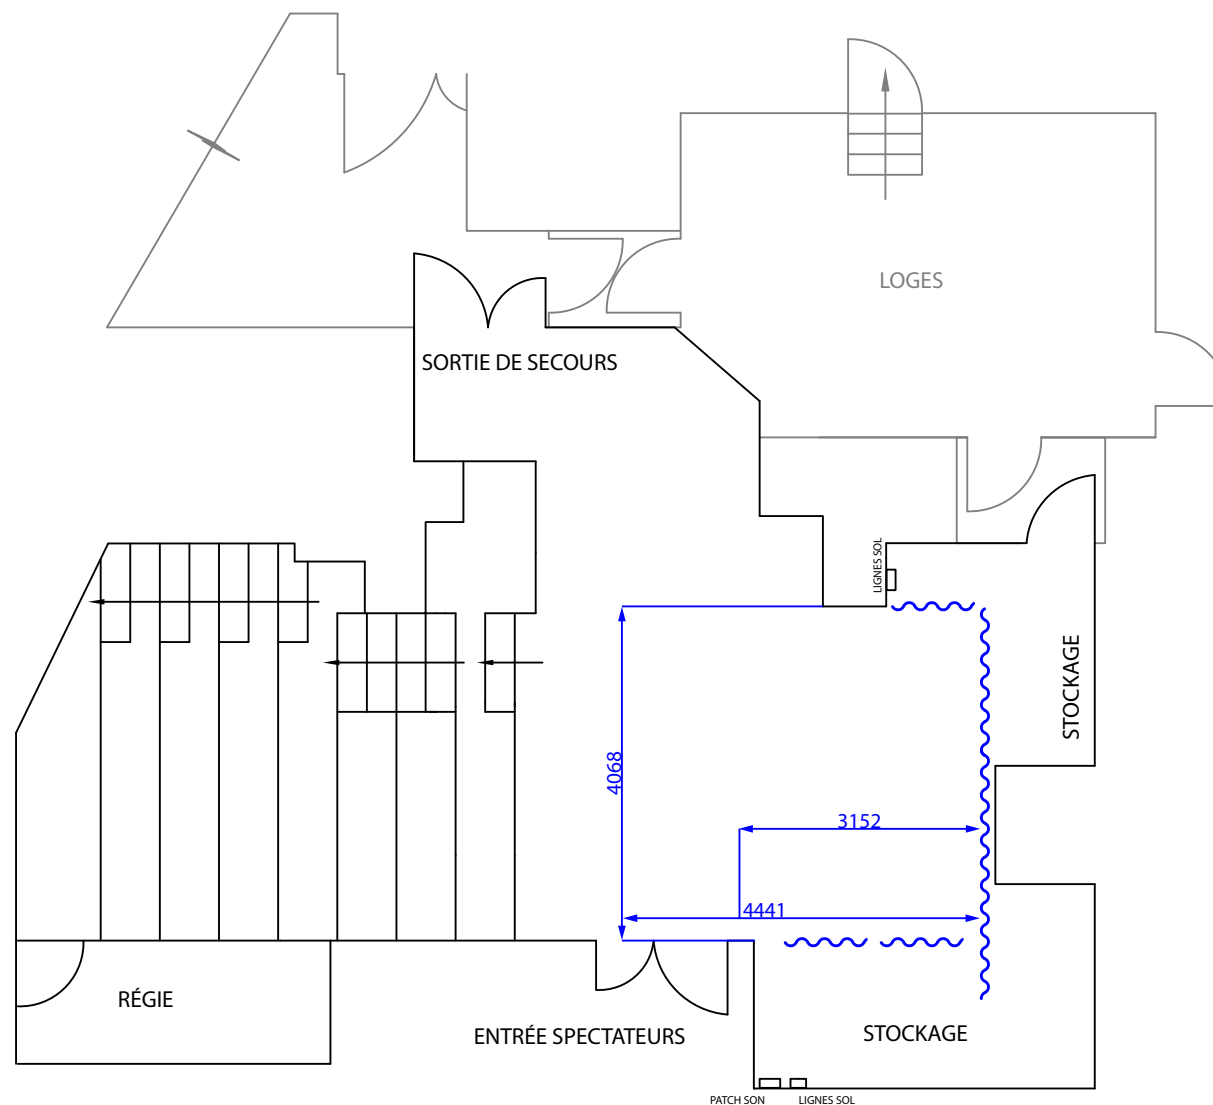 LOGES
SORTIE DE SECOURS
LIGNES SOL
STOCKAGE
4068
3152
4441
RÉGIE
ENTRÉE SPECTATEURS
STOCKAGE
PATCH SON
LIGNES SOL